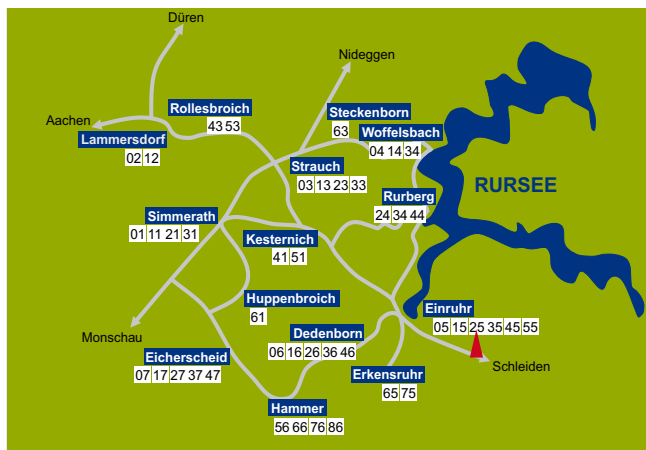 Düren
Nideggen
Aachen
Rollesbroich
43 53
Steckenborn
63
Lammersdorf
02 12
Woffelsbach
04 14 34
Strauch
03 13 23 33
RURSEE
Rurberg
24 34 44
Simmerath
01 11 21 31
Kesternich
41 51
Huppenbroich
61
Einruhr
05 15 25 35 45 55
Monschau
Dedenborn
06 16 26 36 46
Eicherscheid
07 17 27 37 47
Schleiden
Erkensruhr
65 75
Hammer
56 66 76 86